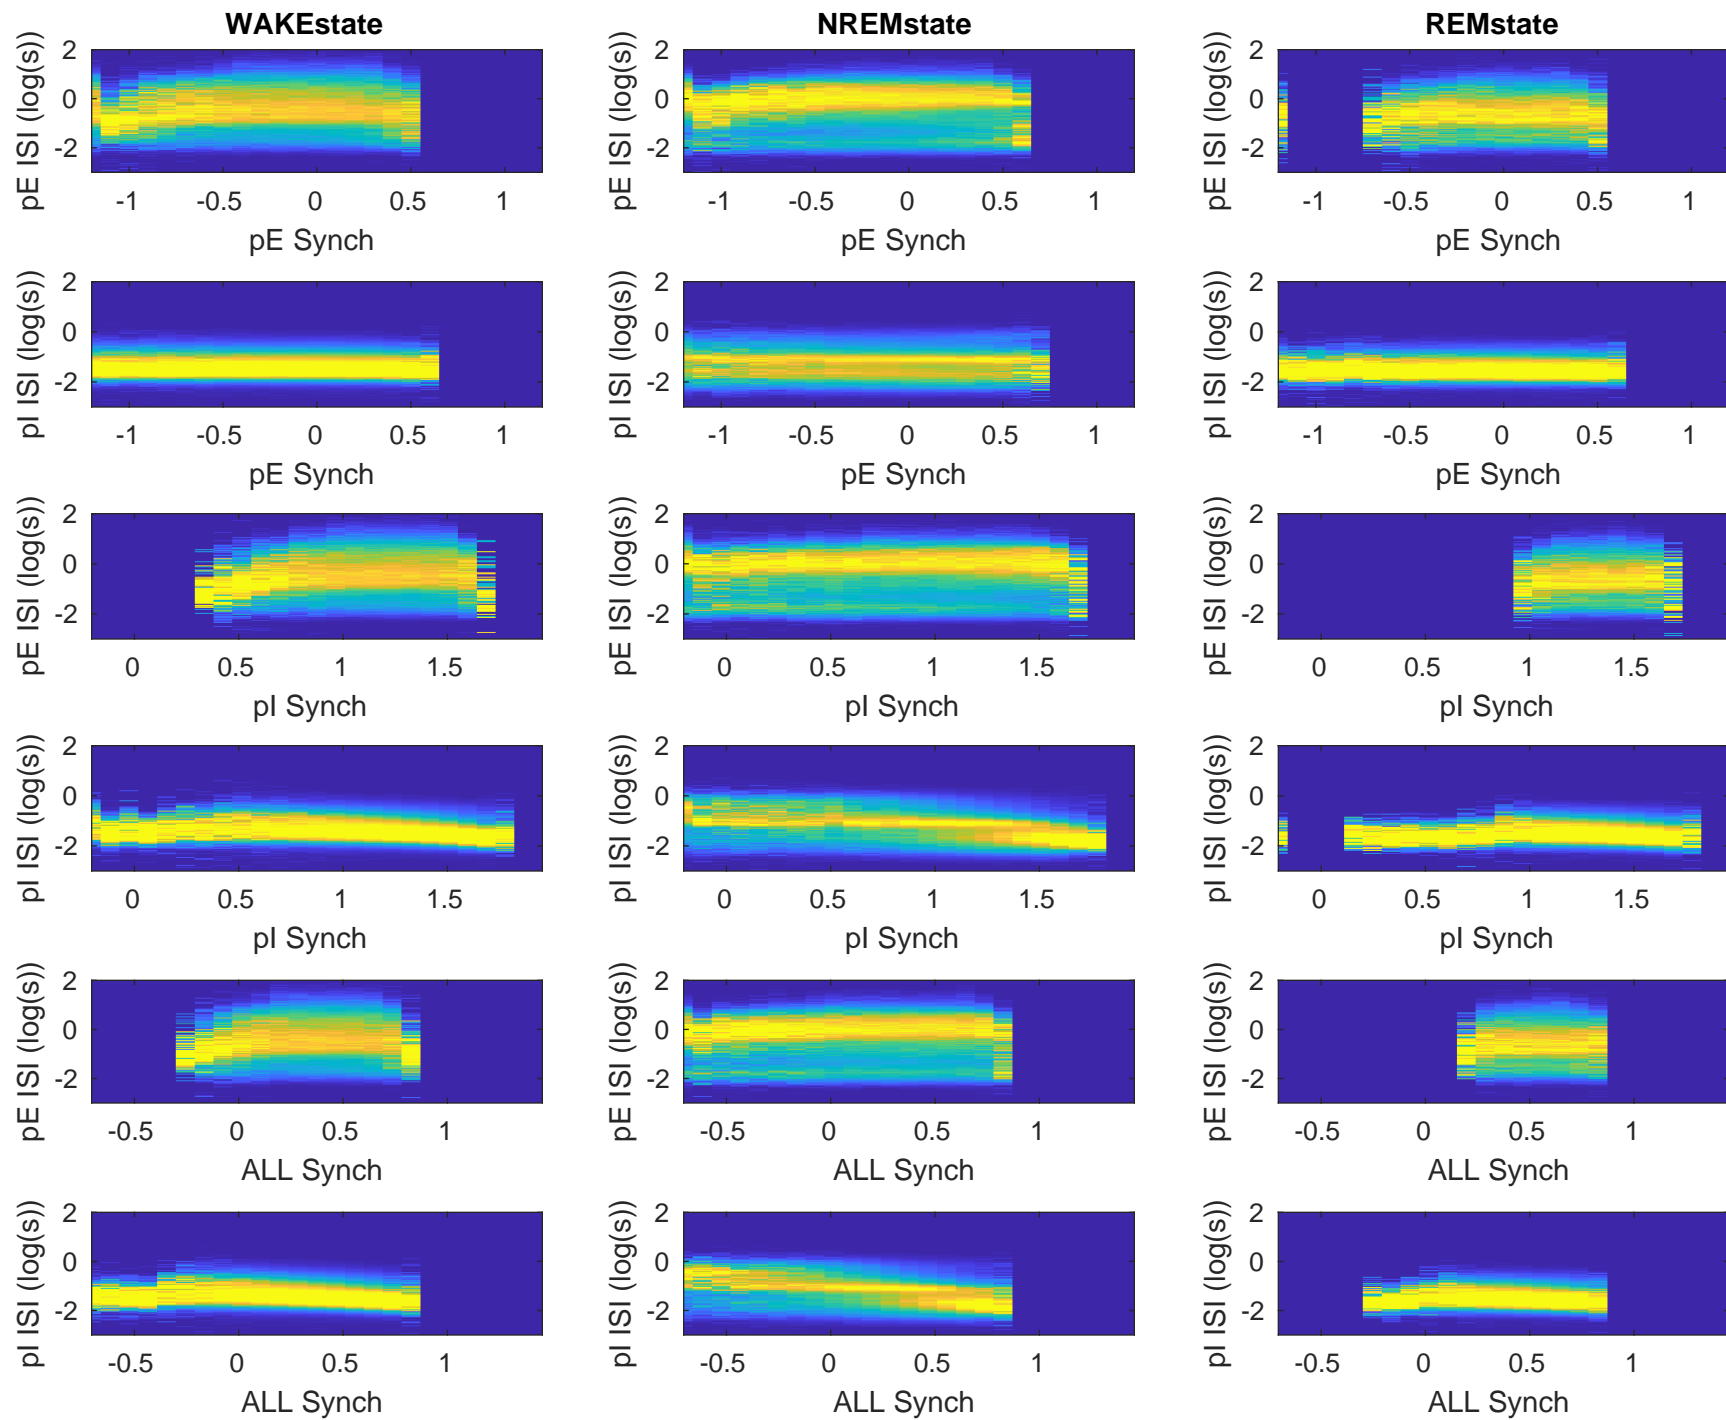 WAKEstate NREMstate REMstate
pE ISI (log(s)) 2 0 -2 pE ISI (log(s)) 2 0 -2 pE ISI (log(s)) 2 0 -2
-1 -0.5 0 0.5 1 -1 -0.5 0 0.5 1 -1 -0.5 0 0.5 1
pE Synch pE Synch pE Synch
pI ISI (log(s)) 2 0 -2 pI ISI (log(s)) 2 0 -2 pI ISI (log(s)) 2 0 -2
-1 -0.5 0 0.5 1 -1 -0.5 0 0.5 1 -1 -0.5 0 0.5 1
pE Synch pE Synch pE Synch
pE ISI (log(s)) 2 0 -2 pE ISI (log(s)) 2 0 -2 pE ISI (log(s)) 2 0 -2
0 0.5 1 1.5 0 0.5 1 1.5 0 0.5 1 1.5
pI Synch pI Synch pI Synch
pI ISI (log(s)) 2 0 -2 pI ISI (log(s)) 2 0 -2 pI ISI (log(s)) 2 0 -2
0 0.5 1 1.5 0 0.5 1 1.5 0 0.5 1 1.5
pI Synch pI Synch pI Synch
pE ISI (log(s)) 2 0 -2 pE ISI (log(s)) 2 0 -2 pE ISI (log(s)) 2 0 -2
-0.5 0 0.5 1 -0.5 0 0.5 1 -0.5 0 0.5 1
ALL Synch ALL Synch ALL Synch
pI ISI (log(s)) 2 0 -2 pI ISI (log(s)) 2 0 -2 pI ISI (log(s)) 2 0 -2
-0.5 0 0.5 1 -0.5 0 0.5 1 -0.5 0 0.5 1
ALL Synch ALL Synch ALL Synch